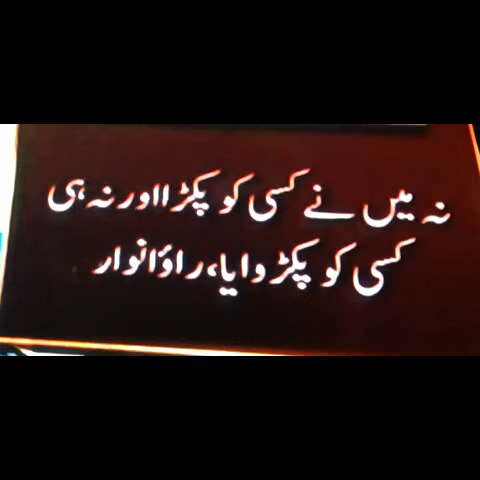 نہ میں نے کسی کو پکڑا اور نہ ہی
کسی کو پکڑوایا، راؤ انوار